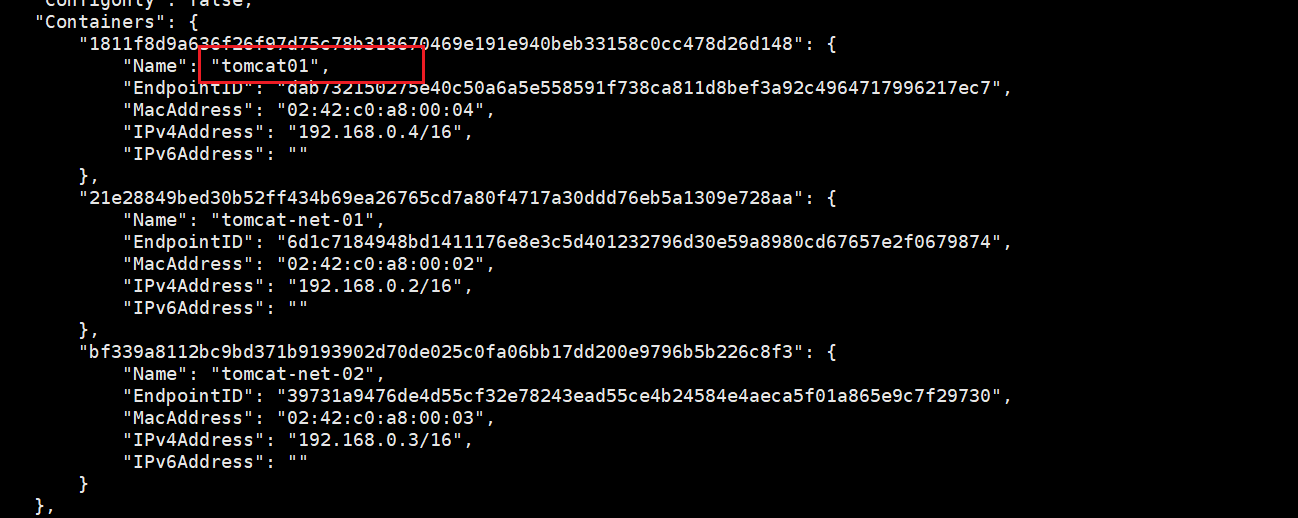 "ConfigOnly": false,
"Containers": {
"1811f8d9a636f26f97d75c78b318670469e191e940beb33158c0cc478d26d148": {
"Name": "tomcat01",
"EndpointID": "dab732150275e40c50a6a5e558591f738ca811d8bef3a92c4964717996217ec7",
"MacAddress": "02:42:c0:a8:00:04",
"IPv4Address": "192.168.0.4/16",
"IPv6Address": ""
},
"21e28849bed30b52ff434b69ea26765cd7a80f4717a30ddd76eb5a1309e728aa": {
"Name": "tomcat-net-01",
"EndpointID": "6d1c7184948bd1411176e8e3c5d401232796d30e59a8980cd67657e2f0679874",
"MacAddress": "02:42:c0:a8:00:02",
"IPv4Address": "192.168.0.2/16",
"IPv6Address": ""
},
"bf339a8112bc9bd371b9193902d70de025c0fa06bb17dd200e9796b5b226c8f3": {
"Name": "tomcat-net-02",
"EndpointID": "39731a9476de4d55cf32e78243ead55ce4b24584e4aeca5f01a865e9c7f29730",
"MacAddress": "02:42:c0:a8:00:03",
"IPv4Address": "192.168.0.3/16",
"IPv6Address": ""
}
},